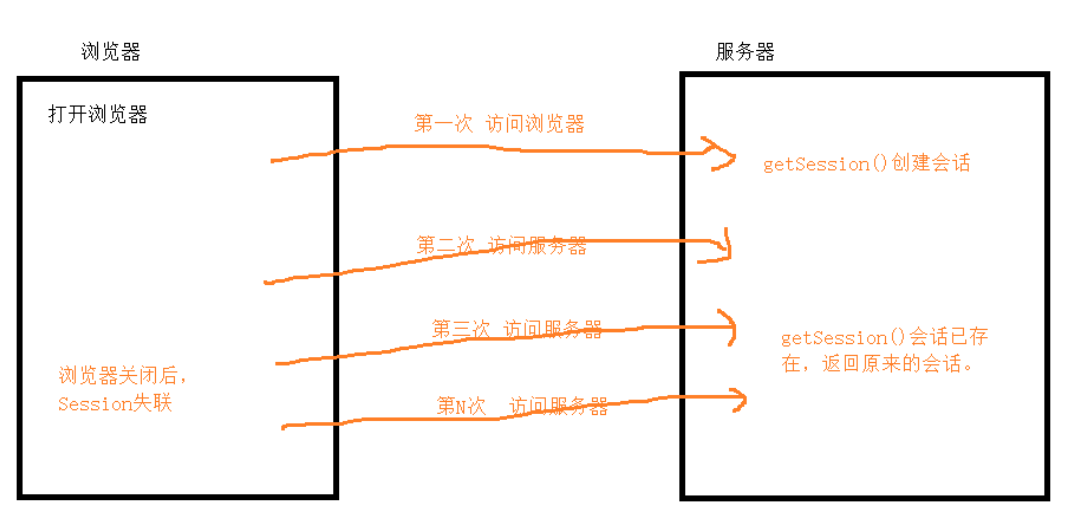 浏览器
服务器
打开浏览器
第一次 访问浏览器
getSession()创建会话
第二次 访问服务器
第三次 访问服务器
getSession()会话已存
在，返回原来的会话。
浏览器关闭后，
Session失联
第N次 访问服务器